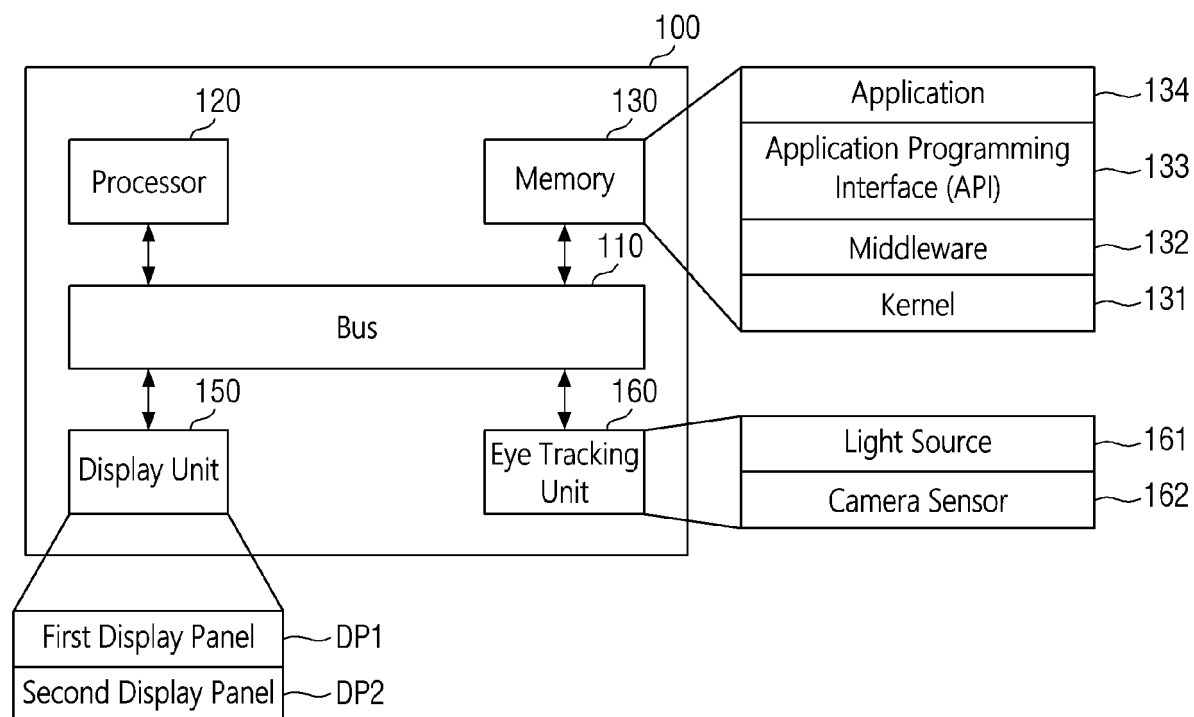 100
120
130
Processor
Memory
Application
134
Application Programming
Interface (API)
133
Middleware
132
Kernel
131
110
Bus
150
160
Display Unit
Eye Tracking
Unit
Light Source
161
Camera Sensor
162
First Display Panel
DP1
Second Display Panel
DP2